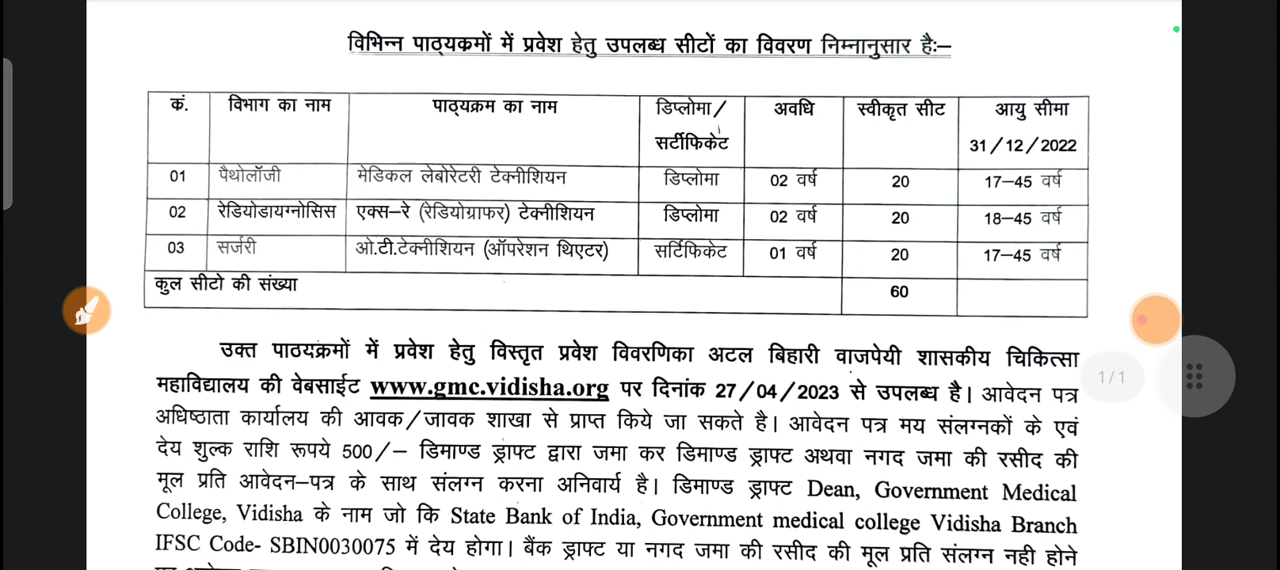 विभिन्न पाठ्यक्रमों में प्रवेश हेतु उपलब्ध सीटों का विवरण निम्नानुसार हैः–
कं. विभाग का नाम पाठ्यक्रम का नाम डिप्लोमा/ सर्टीफिकेट अवधि स्वीकृत सीट आयु सीमा 31/12/2022
01 पैथोलॉजी मेडिकल लेबोरेटरी टेक्नीशियन डिप्लोमा 02 वर्ष 20 17–45 वर्ष
02 रेडियोडायग्नोसिस एक्स–रे (रेडियोग्राफर) टेक्नीशियन डिप्लोमा 02 वर्ष 20 18–45 वर्ष
03 सर्जरी ओ.टी.टेक्नीशियन (ऑपरेशन थिएटर) सर्टिफिकेट 01 वर्ष 20 17–45 वर्ष
कुल सीटो की संख्या 60
उक्त पाठयक्रमों में प्रवेश हेतु विस्तृत प्रवेश विवरणिका अटल बिहारी वाजपेयी शासकीय चिकित्सा
महाविद्यालय की वेबसाईट www.gmc.vidisha.org पर दिनांक 27/04/2023 से उपलब्ध है। आवेदन पत्र
अधिष्ठाता कार्यालय की आवक/जावक शाखा से प्राप्त किये जा सकते है। आवेदन पत्र मय संलग्नकों के एवं
देय शुल्क राशि रूपये 500/– डिमाण्ड ड्राफ्ट द्वारा जमा कर डिमाण्ड ड्राफ्ट अथवा नगद जमा की रसीद की
मूल प्रति आवेदन–पत्र के साथ संलग्न करना अनिवार्य है। डिमाण्ड ड्राफ्ट Dean, Government Medical
College, Vidisha के नाम जो कि State Bank of India, Government medical college Vidisha Branch
IFSC Code- SBIN0030075 में देय होगा। बैंक ड्राफ्ट या नगद जमा की रसीद की मूल प्रति संलग्न नही होने
1/1